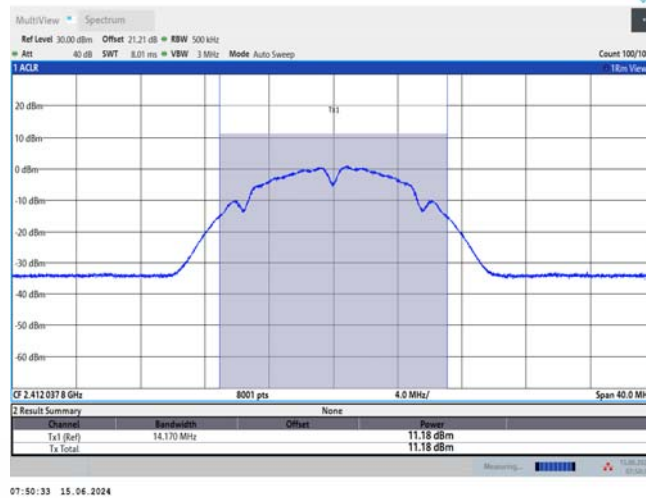 MultiView Spectrum
Ref Level 30.00 dBm Offset 21.21 dB RBW 500 kHz
Att 40 dB SWT 8.01 ms VBW 3 MHz Mode Auto Sweep Count 100/10
1 ACLR 1Rm View
Tx1
20 dBm
10 dBm
0 dBm
-10 dBm
-20 dBm
-30 dBm
-40 dBm
-50 dBm
-60 dBm
CF 2.412 037 8 GHz 8001 pts 4.0 MHz/ Span 40.0 MH
2 Result Summary None
Channel Bandwidth Offset Power
Tx1 (Ref) 14.170 MHz 11.18 dBm
Tx Total 11.18 dBm
Measuring...
07:50:33 15.06.2024